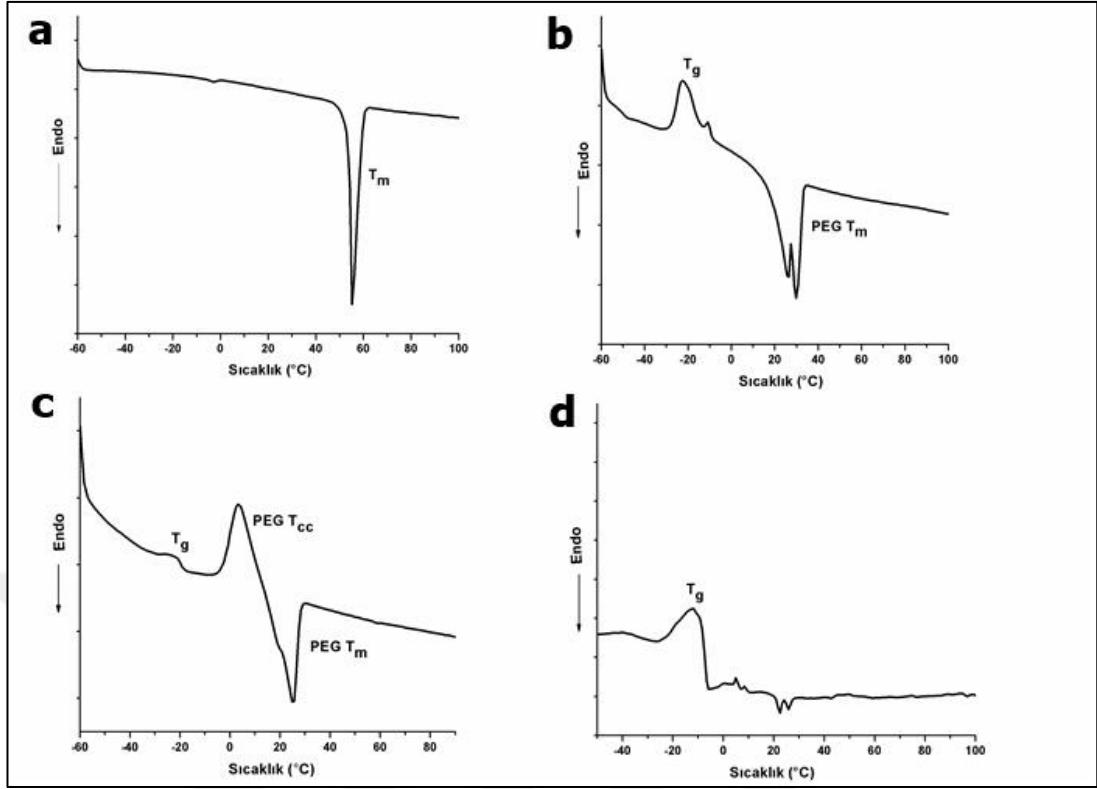 a
Endo
Tm
-60 -40 -20 0 20 40 60 80 100
Sıcaklık (°C)
b
Endo
Tg
PEG Tm
-60 -40 -20 0 20 40 60 80 100
Sıcaklık (°C)
c
Endo
Tg
PEG Tcc
PEG Tm
-60 -40 -20 0 20 40 60 80
Sıcaklık (°C)
d
Endo
Tg
-40 -20 0 20 40 60 80 100
Sıcaklık (°C)